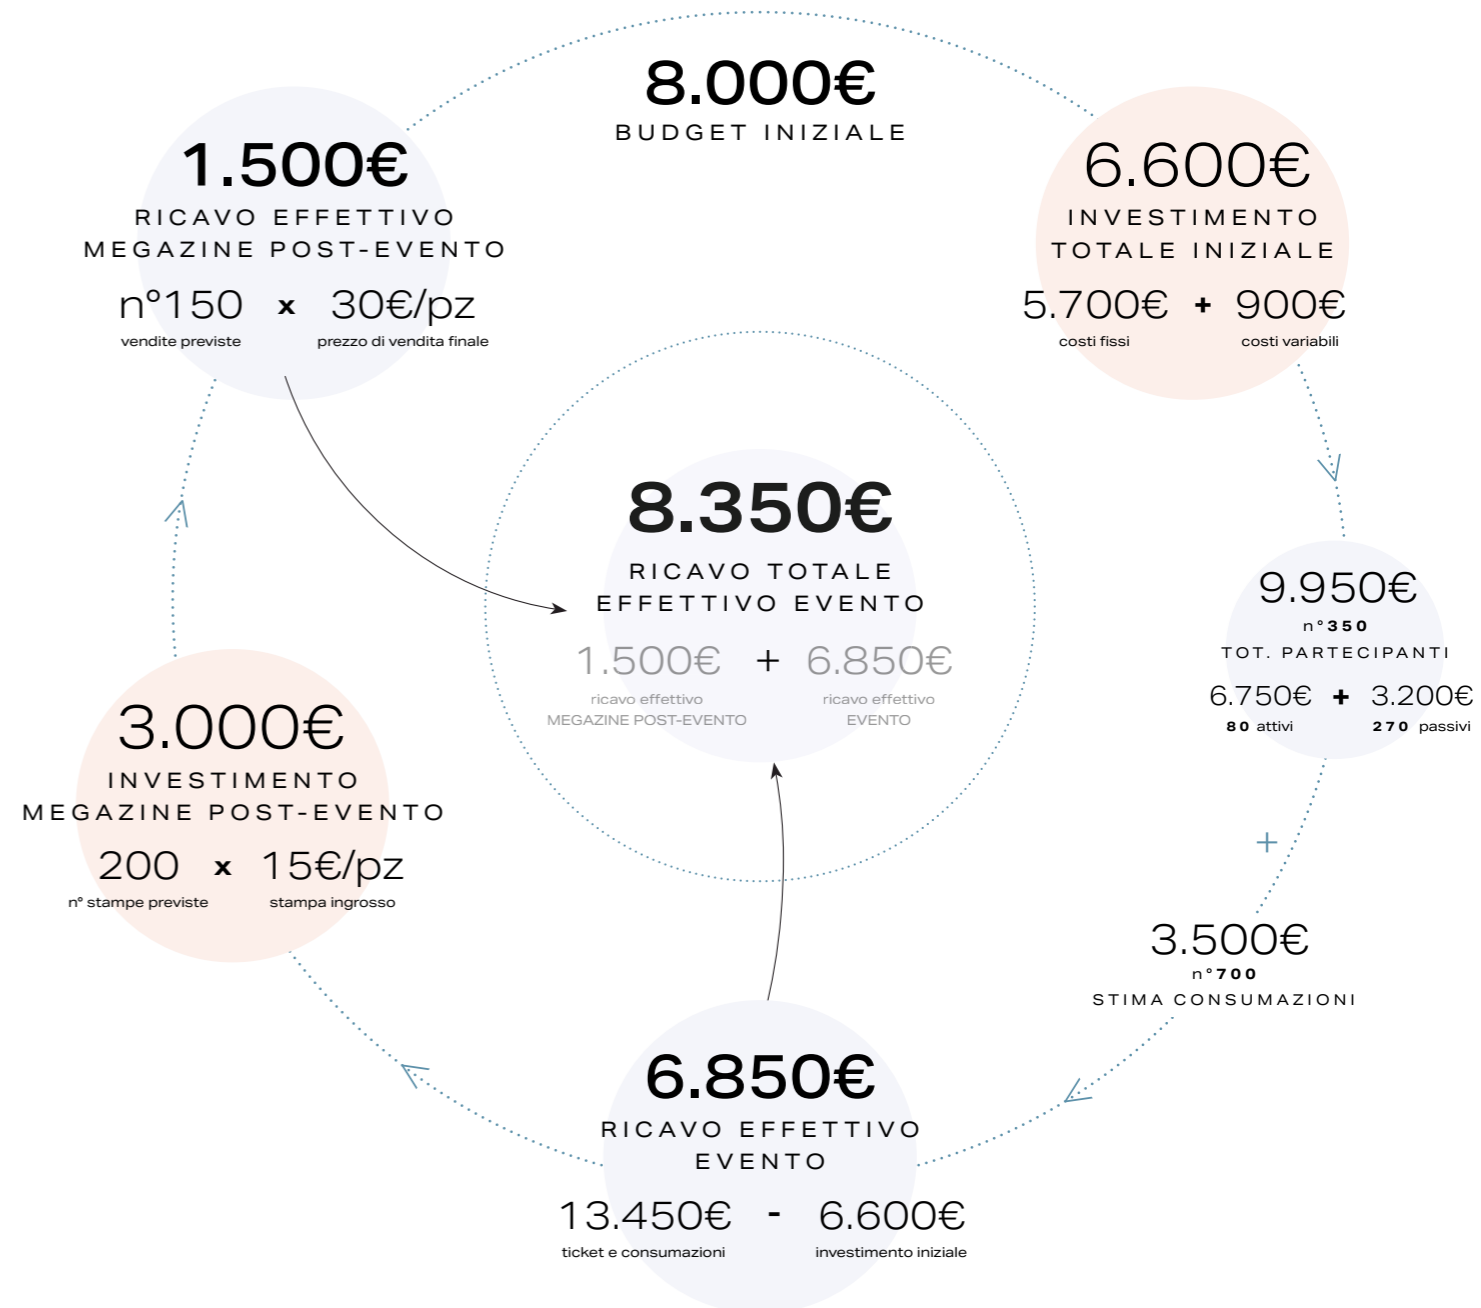 8.000€
BUDGET INIZIALE
1.500€
RICAVO EFFETTIVO
MEGAZINE POST-EVENTO
n°150 x 30€/pz
vendite previste prezzo di vendita finale
6.600€
INVESTIMENTO
TOTALE INIZIALE
5.700€ + 900€
costi fissi costi variabili
8.350€
RICAVO TOTALE
EFFETTIVO EVENTO
1.500€ + 6.850€
ricavo effettivo ricavo effettivo
MEGAZINE POST-EVENTO EVENTO
9.950€
n°350
TOT. PARTECIPANTI
6.750€ + 3.200€
80 attivi 270 passivi
+
3.500€
n°700
STIMA CONSUMAZIONI
3.000€
INVESTIMENTO
MEGAZINE POST-EVENTO
200 x 15€/pz
n° stampe previste stampa ingrosso
6.850€
RICAVO EFFETTIVO
EVENTO
13.450€ - 6.600€
ticket e consumazioni investimento iniziale